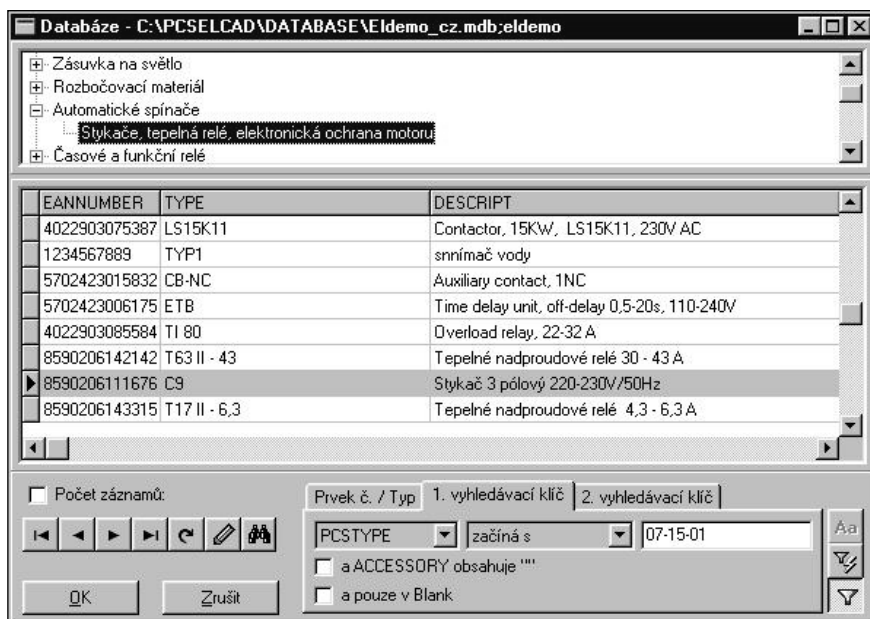 Databáze - C:\PCSELCAD\DATABASE\Eldemo_cz.mdb;eldemo
Zásuvka na světlo
Rozbočovací materiál
Automatické spínače
Stykače, tepelná relé, elektronická ochrana motoru
Časové a funkční relé
EANNUMBER TYPE DESCRIPT
4022903075387 LS15K11 Contactor, 15KW, LS15K11, 230V AC
1234567889 TYP1 snnímač vody
5702423015832 CB-NC Auxiliary contact, 1NC
5702423006175 ETB Time delay unit, off-delay 0,5-20s, 110-240V
4022903085584 TI 80 Overload relay, 22-32 A
8590206142142 T63 II - 43 Tepelné nadproudové relé 30 - 43 A
8590206111676 C9 Stykač 3 pólový 220-230V/50Hz
8590206143315 T17 II - 6,3 Tepelné nadproudové relé 4,3 - 6,3 A
Počet záznamů:
Prvek č. / Typ 1. vyhledávací klíč 2. vyhledávací klíč
PCSTYPE začíná s 07-15-01
a ACCESSORY obsahuje ""
a pouze v Blank
OK Zrušit
Aa